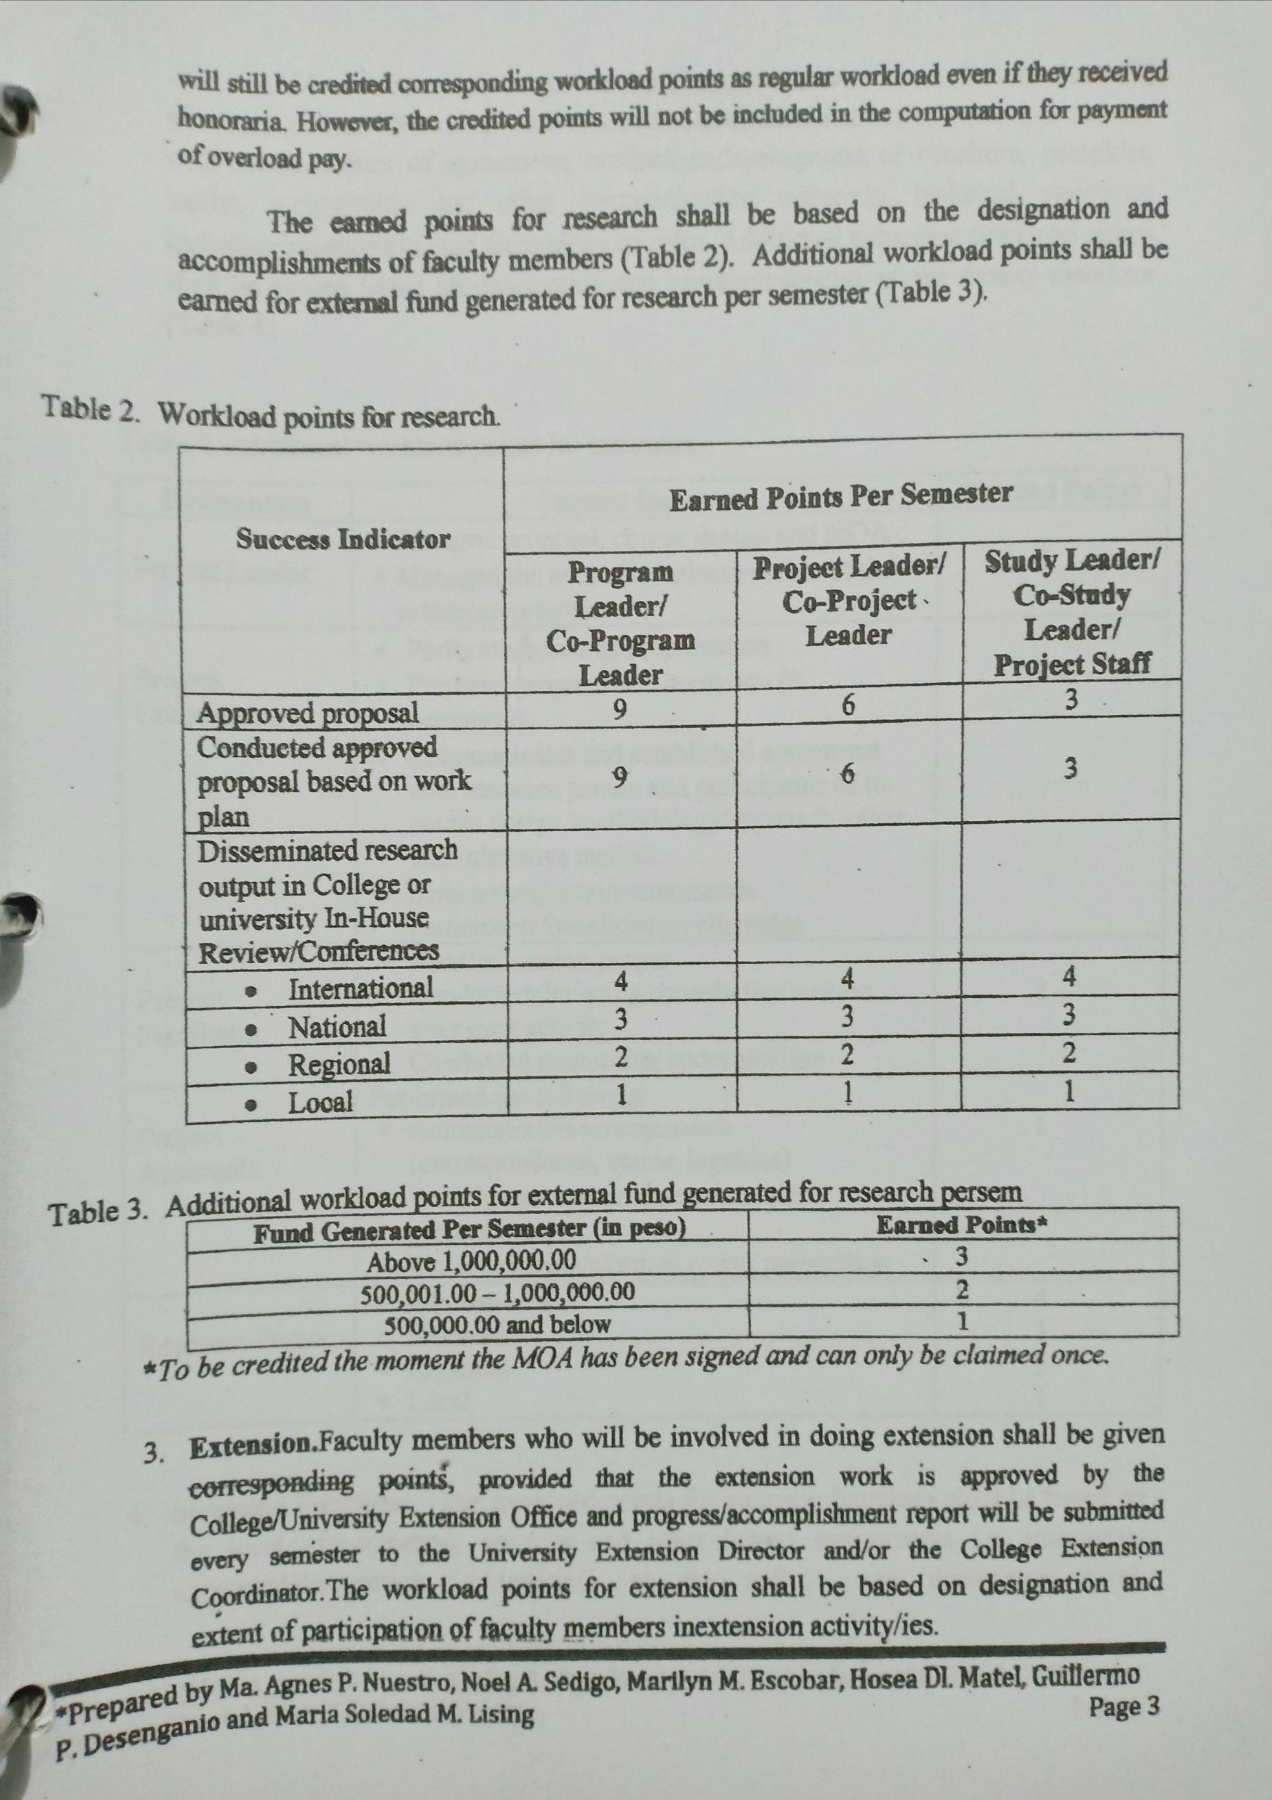 will still be credited corresponding workload points as regular workload even if they received
honoraria. However, the credited points will not be included in the computation for payment
of overload pay.
The earned points for research shall be based on the designation and
accomplishments of faculty members (Table 2). Additional workload points shall be
earned for external fund generated for research per semester (Table 3).
Table 2. Workload points for research.
Success Indicator
Earned Points Per Semester
Program
Leader/
Co-Program
Leader
Project Leader/
Co-Project
Leader
Study Leader/
Co-Study
Leader/
Project Staff
Approved proposal 9 6 3
Conducted approved
proposal based on work
plan
9 6 3
Disseminated research
output in College or
university In-House
Review/Conferences
• International 4 4 4
• National 3 3 3
• Regional 2 2 2
• Local 1 1 1
Table 3. Additional workload points for external fund generated for research persem
Fund Generated Per Semester (in peso) Earned Points*
Above 1,000,000.00 3
500,001.00 – 1,000,000.00 2
500,000.00 and below 1
*To be credited the moment the MOA has been signed and can only be claimed once.
3. Extension.Faculty members who will be involved in doing extension shall be given
corresponding points, provided that the extension work is approved by the
College/University Extension Office and progress/accomplishment report will be submitted
every semester to the University Extension Director and/or the College Extension
Coordinator.The workload points for extension shall be based on designation and
extent of participation of faculty members inextension activity/ies.
*Prepared by Ma. Agnes P. Nuestro, Noel A. Sedigo, Marilyn M. Escobar, Hosea Dl. Matel, Guillermo
P. Desenganio and Maria Soledad M. Lising
Page 3